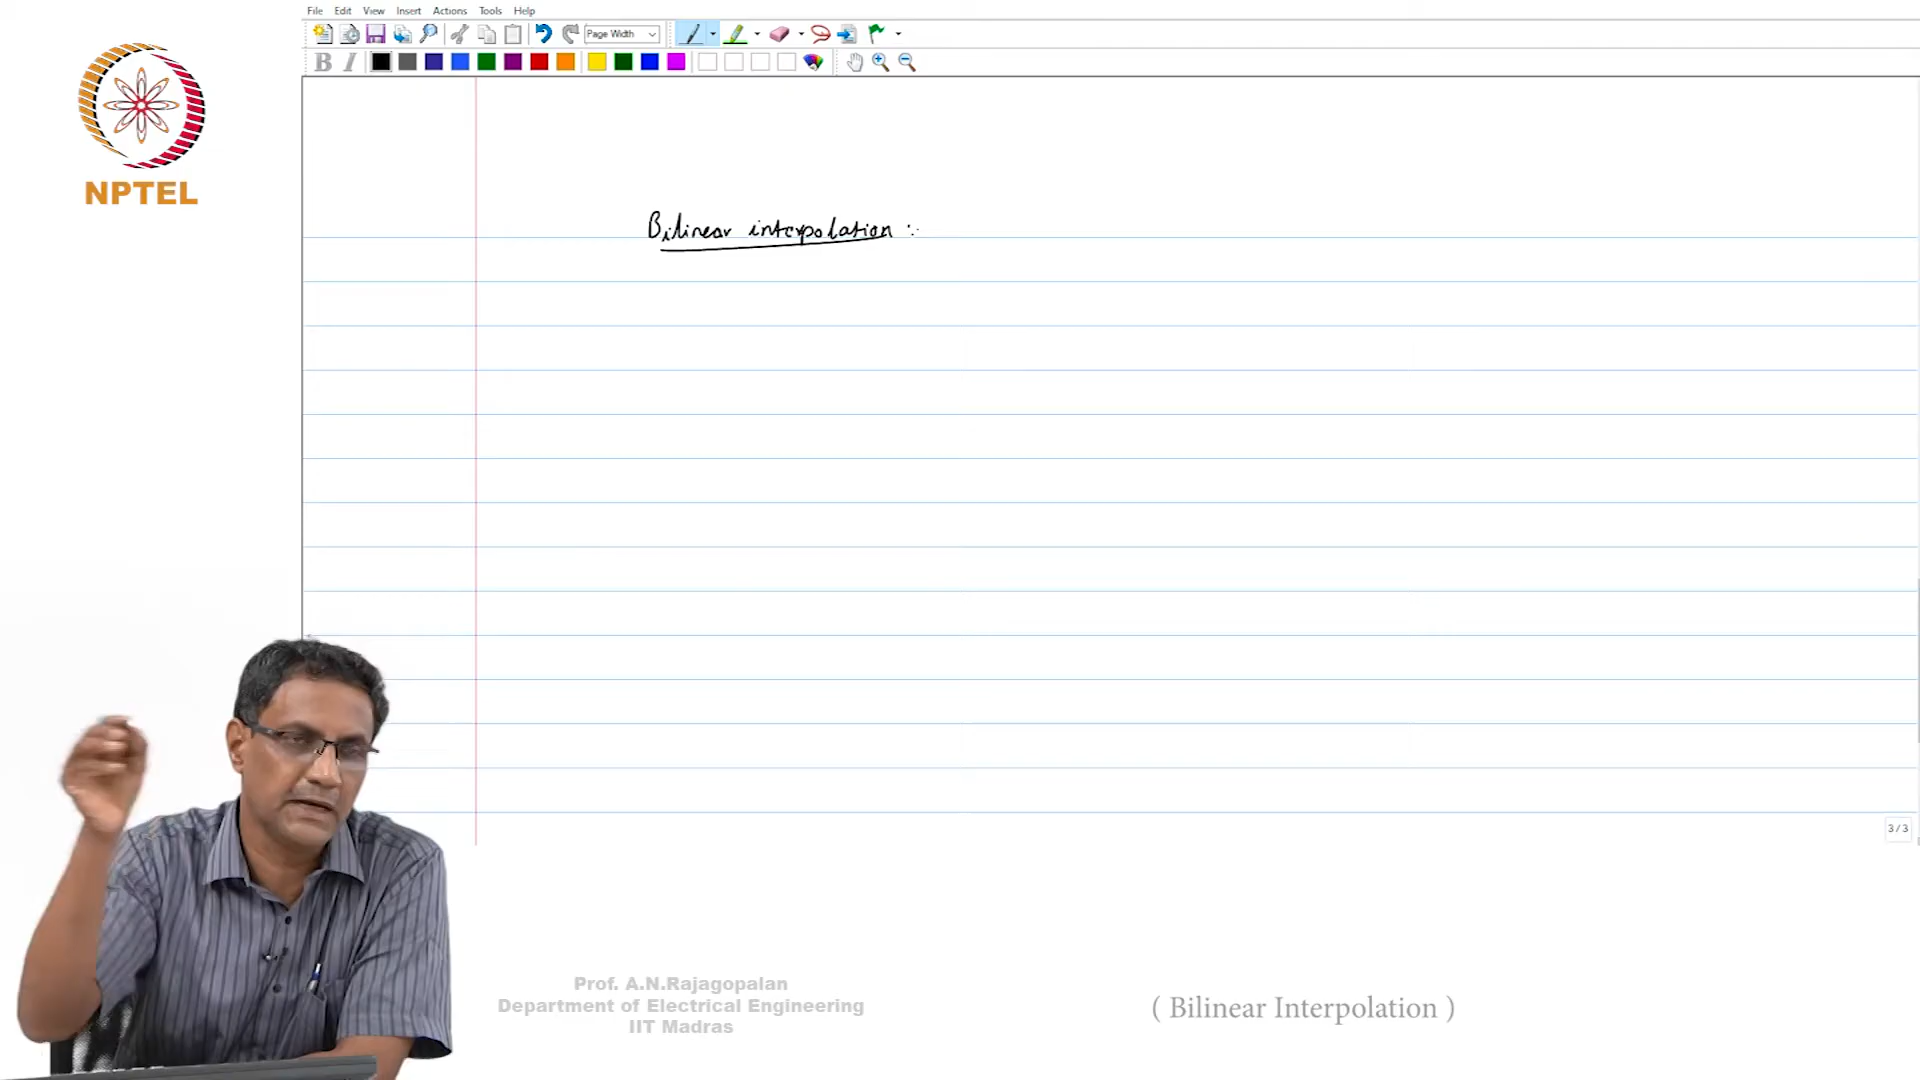 File Edit View Insert Actions Tools Help
Page Width
B I
NPTEL
Bilinear interpolation :-
3 / 3
Prof. A.N.Rajagopalan
Department of Electrical Engineering
IIT Madras
( Bilinear Interpolation )